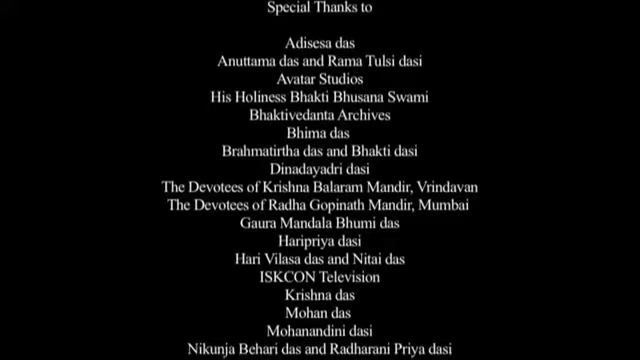 Special Thanks to
Adisesa das
Anuttama das and Rama Tulsi dasi
Avatar Studios
His Holiness Bhakti Bhusana Swami
Bhaktivedanta Archives
Bhima das
Brahmatirtha das and Bhakti dasi
Dinadayadri dasi
The Devotees of Krishna Balaram Mandir, Vrindavan
The Devotees of Radha Gopinath Mandir, Mumbai
Gaura Mandala Bhumi das
Haripriya dasi
Hari Vilasa das and Nitai das
ISKCON Television
Krishna das
Mohan das
Mohanandini dasi
Nikunja Behari das and Radharani Priya dasi